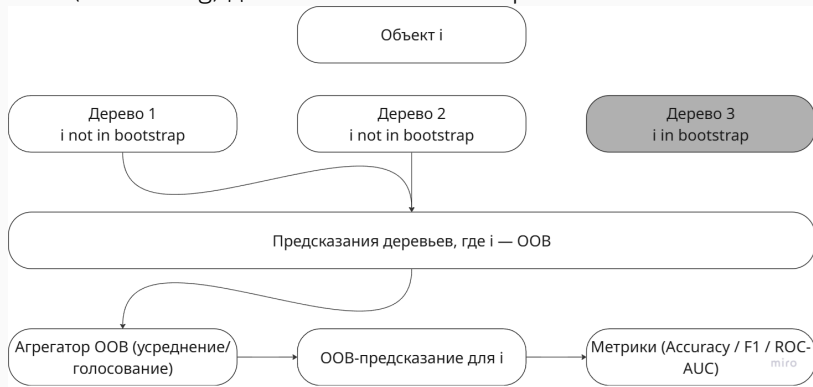 Объект i
Дерево 1
i not in bootstrap
Дерево 2
i not in bootstrap
Дерево 3
i in bootstrap
Предсказания деревьев, где i — OOB
Агрегатор OOB (усреднение/
голосование)
OOB-предсказание для i
Метрики (Accuracy / F1 / ROC-
AUC)
miro